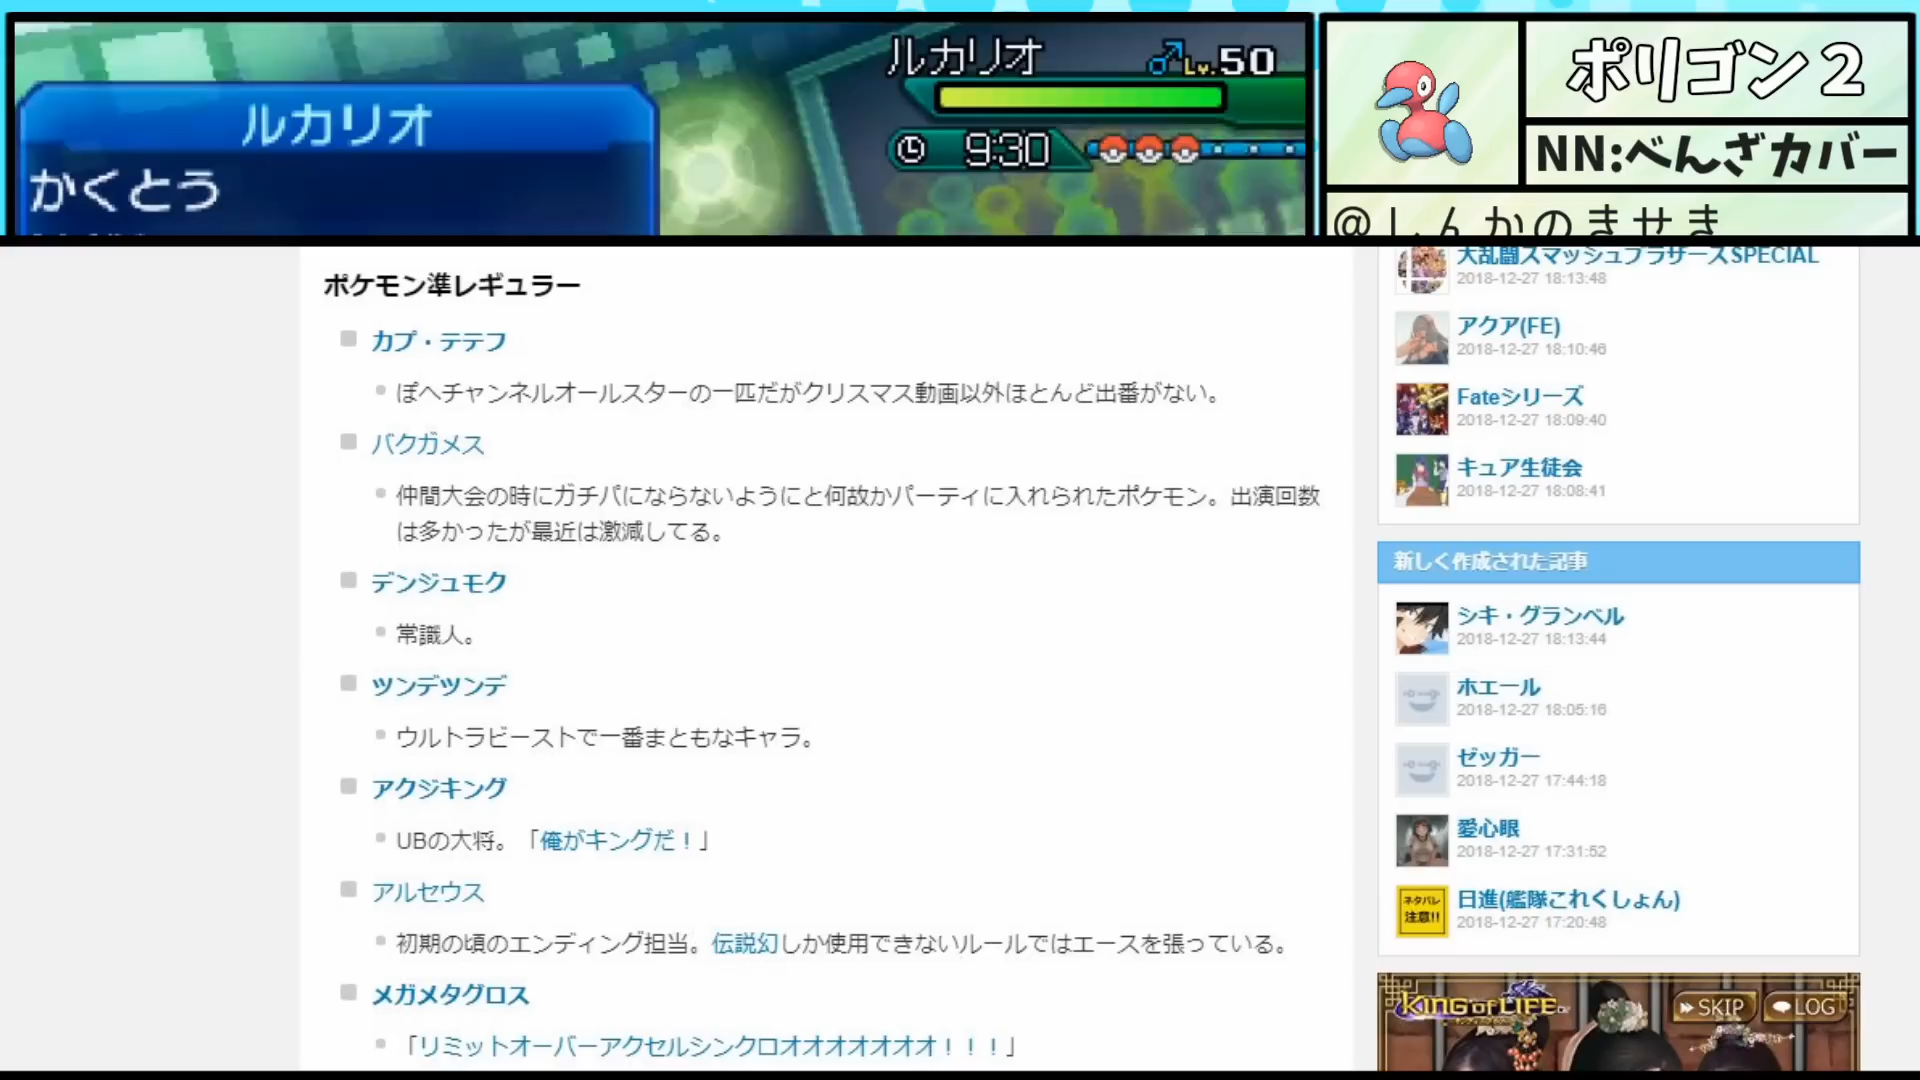 ルカリオ
かくとう
ルカリオ ♂Lv.50
9:30
ポリゴン２
NN:べんざカバー
@しんかのきせき
ポケモン準レギュラー
カプ・テテフ
ぽへチャンネルオールスターの一匹だがクリスマス動画以外ほとんど出番がない。
バクガメス
仲間大会の時にガチパにならないようにと何故かパーティに入れられたポケモン。出演回数
は多かったが最近は激減してる。
デンジュモク
常識人。
ツンデツンデ
ウルトラビーストで一番まともなキャラ。
アクジキング
UBの大将。「俺がキングだ！」
アルセウス
初期の頃のエンディング担当。伝説幻しか使用できないルールではエースを張っている。
メガメタグロス
「リミットオーバーアクセルシンクロオオオオオオオ！！！」
大乱闘スマッシュブラザーズSPECIAL
2018-12-27 18:13:48
アクア(FE)
2018-12-27 18:10:46
Fateシリーズ
2018-12-27 18:09:40
キュア生徒会
2018-12-27 18:08:41
新しく作成された記事
シキ・グランベル
2018-12-27 18:13:44
ホエール
2018-12-27 18:05:16
ゼッガー
2018-12-27 17:44:18
愛心眼
2018-12-27 17:31:52
ネタバレ
注意!!
日進(艦隊これくしょん)
2018-12-27 17:20:48
KING of LIFE
SKIP
LOG